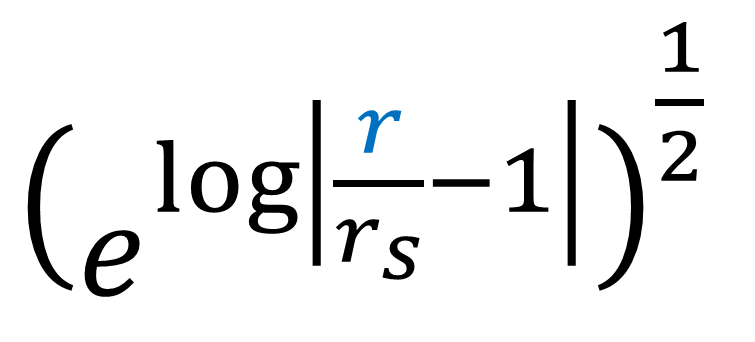 (e^{log|r/r_s − 1|})^{1/2}